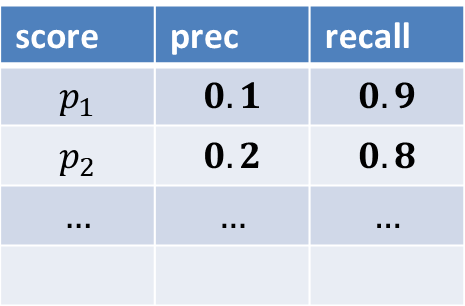 score prec recall
p₁ 0.1 0.9
p₂ 0.2 0.8
... ... ...